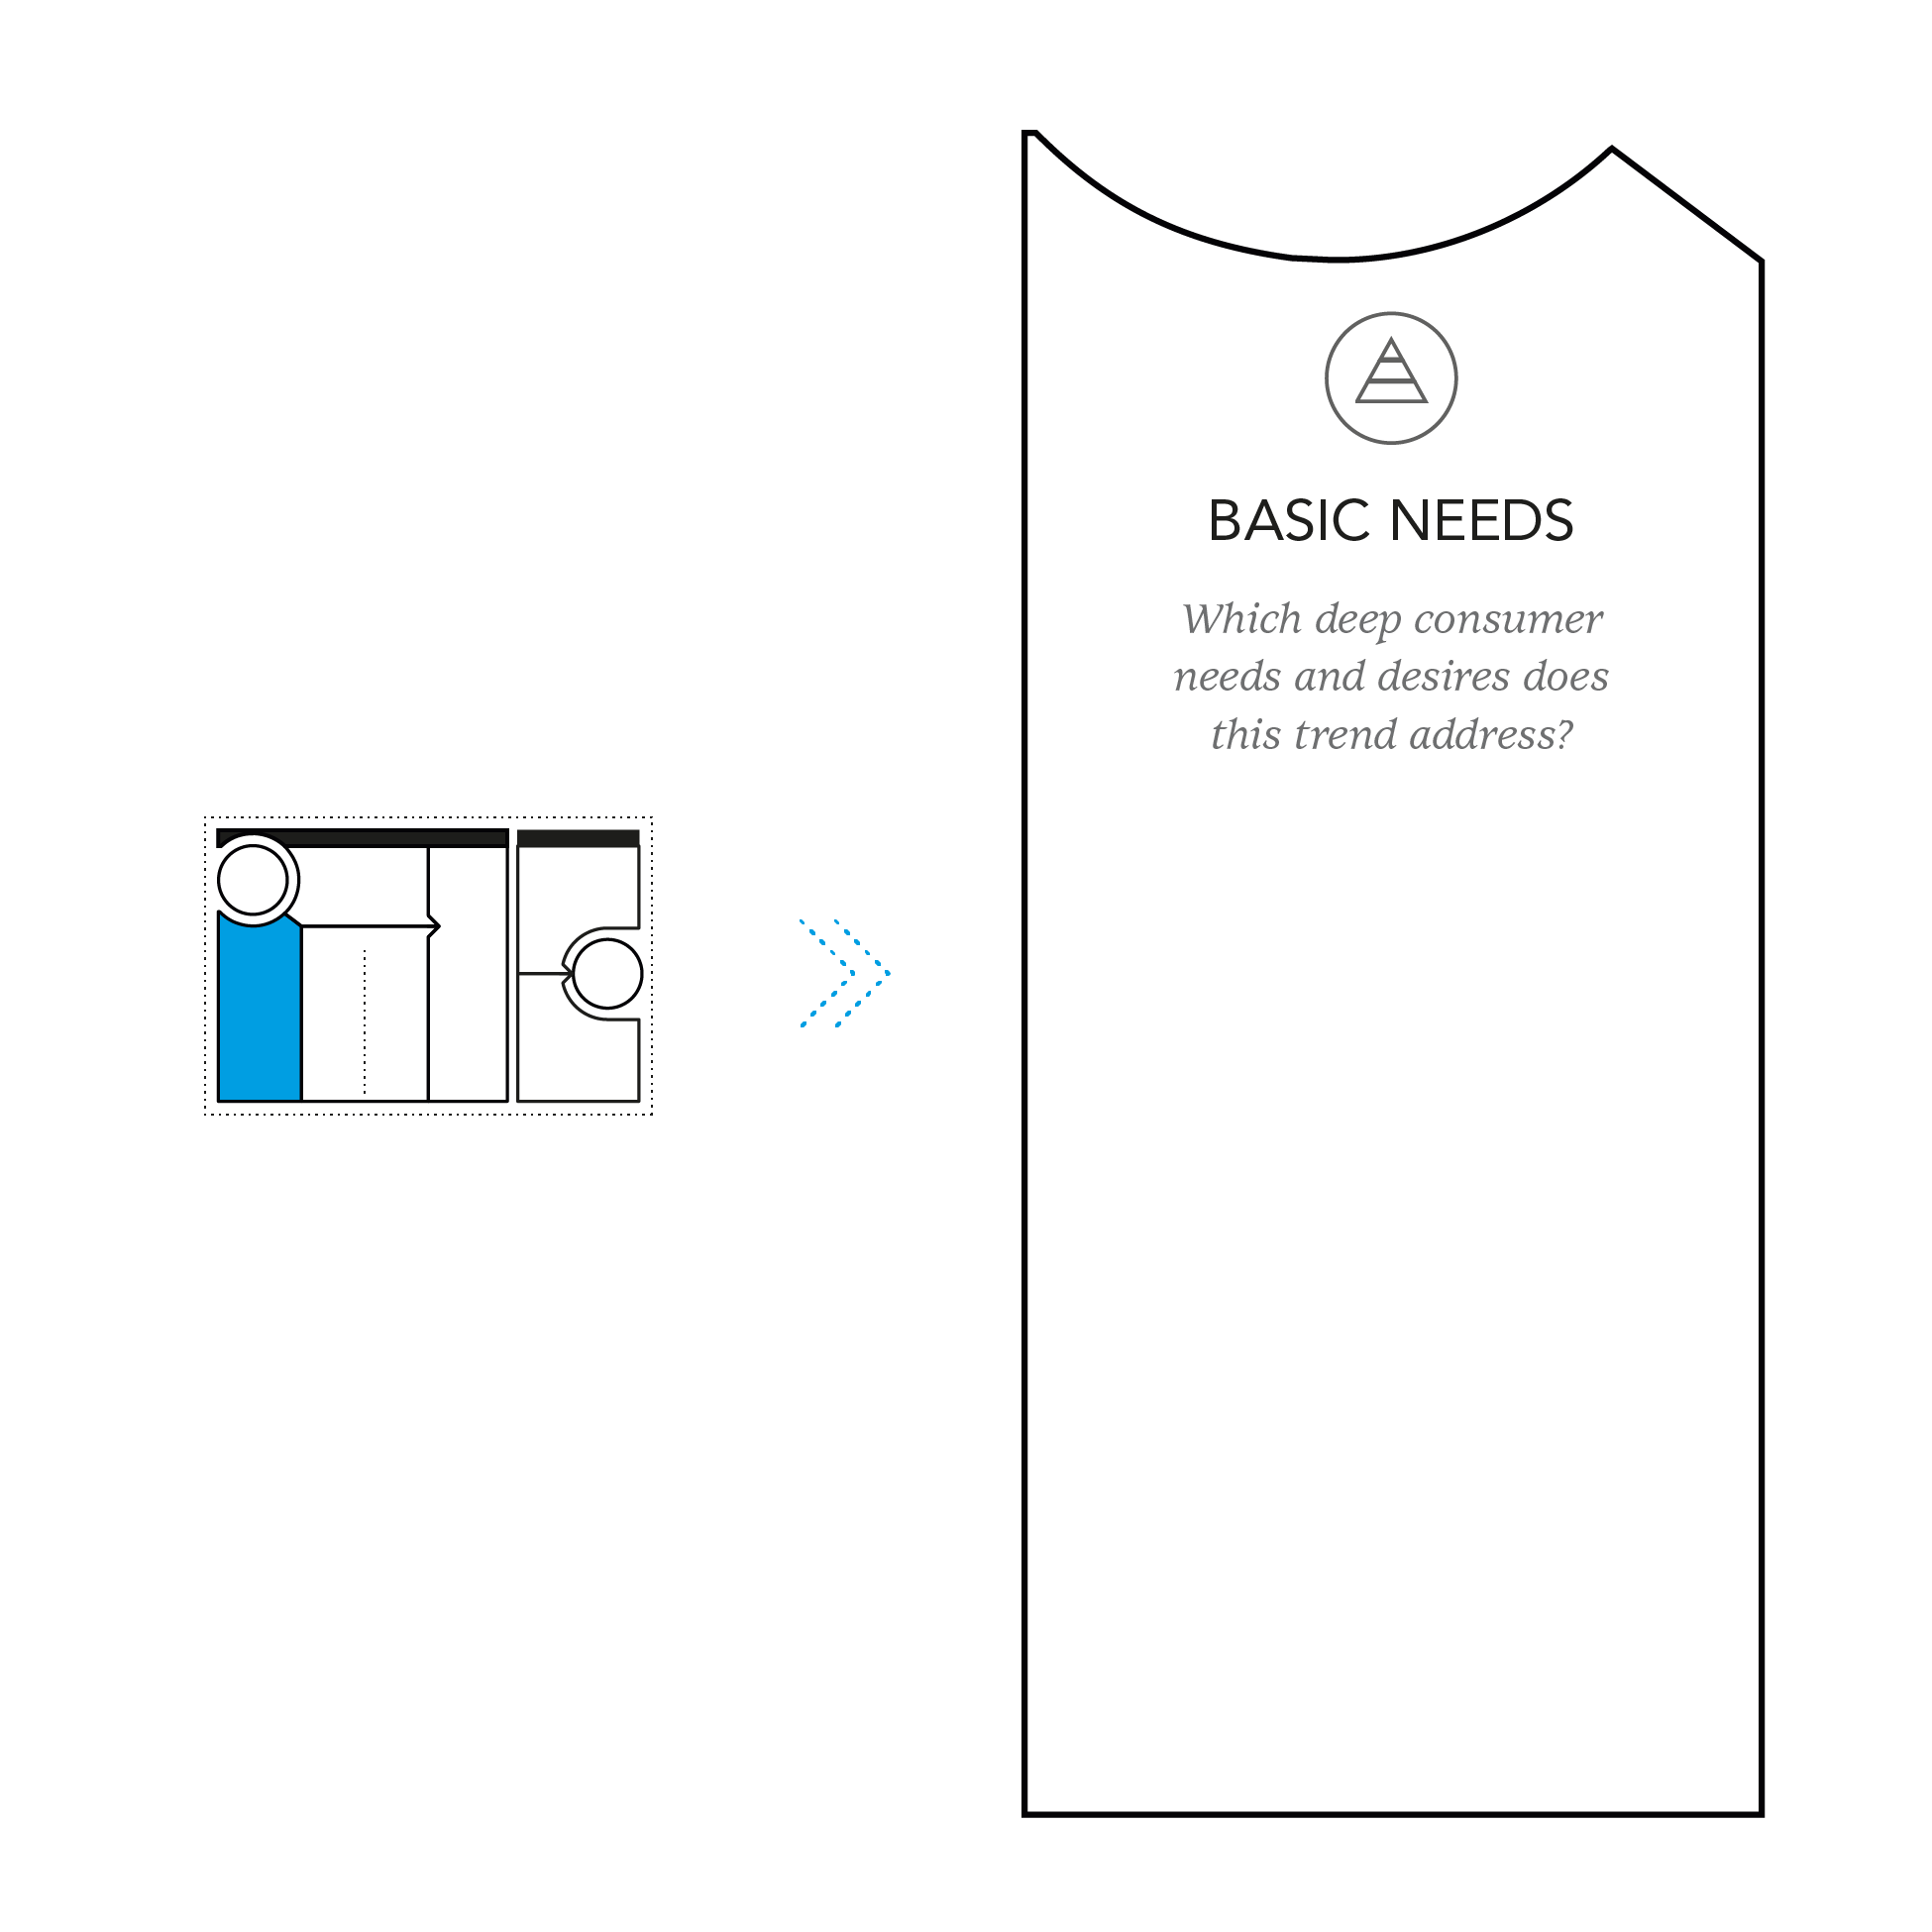 BASIC NEEDS
Which deep consumer
needs and desires does
this trend address?